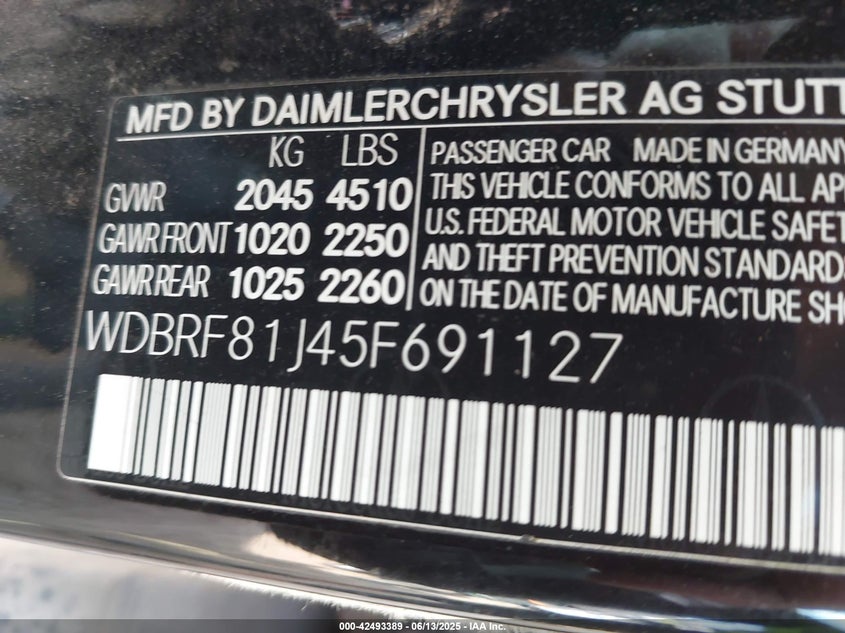 MFD BY DAIMLERCHRYSLER AG STUTT
KG LBS
GVWR 2045 4510
GAWR FRONT 1020 2250
GAWR REAR 1025 2260
PASSENGER CAR MADE IN GERMANY
THIS VEHICLE CONFORMS TO ALL AP
U.S. FEDERAL MOTOR VEHICLE SAFET
AND THEFT PREVENTION STANDARDS
ON THE DATE OF MANUFACTURE SHO
WDBRF81J45F691127
000-42493389 - 06/13/2025 - IAA Inc.